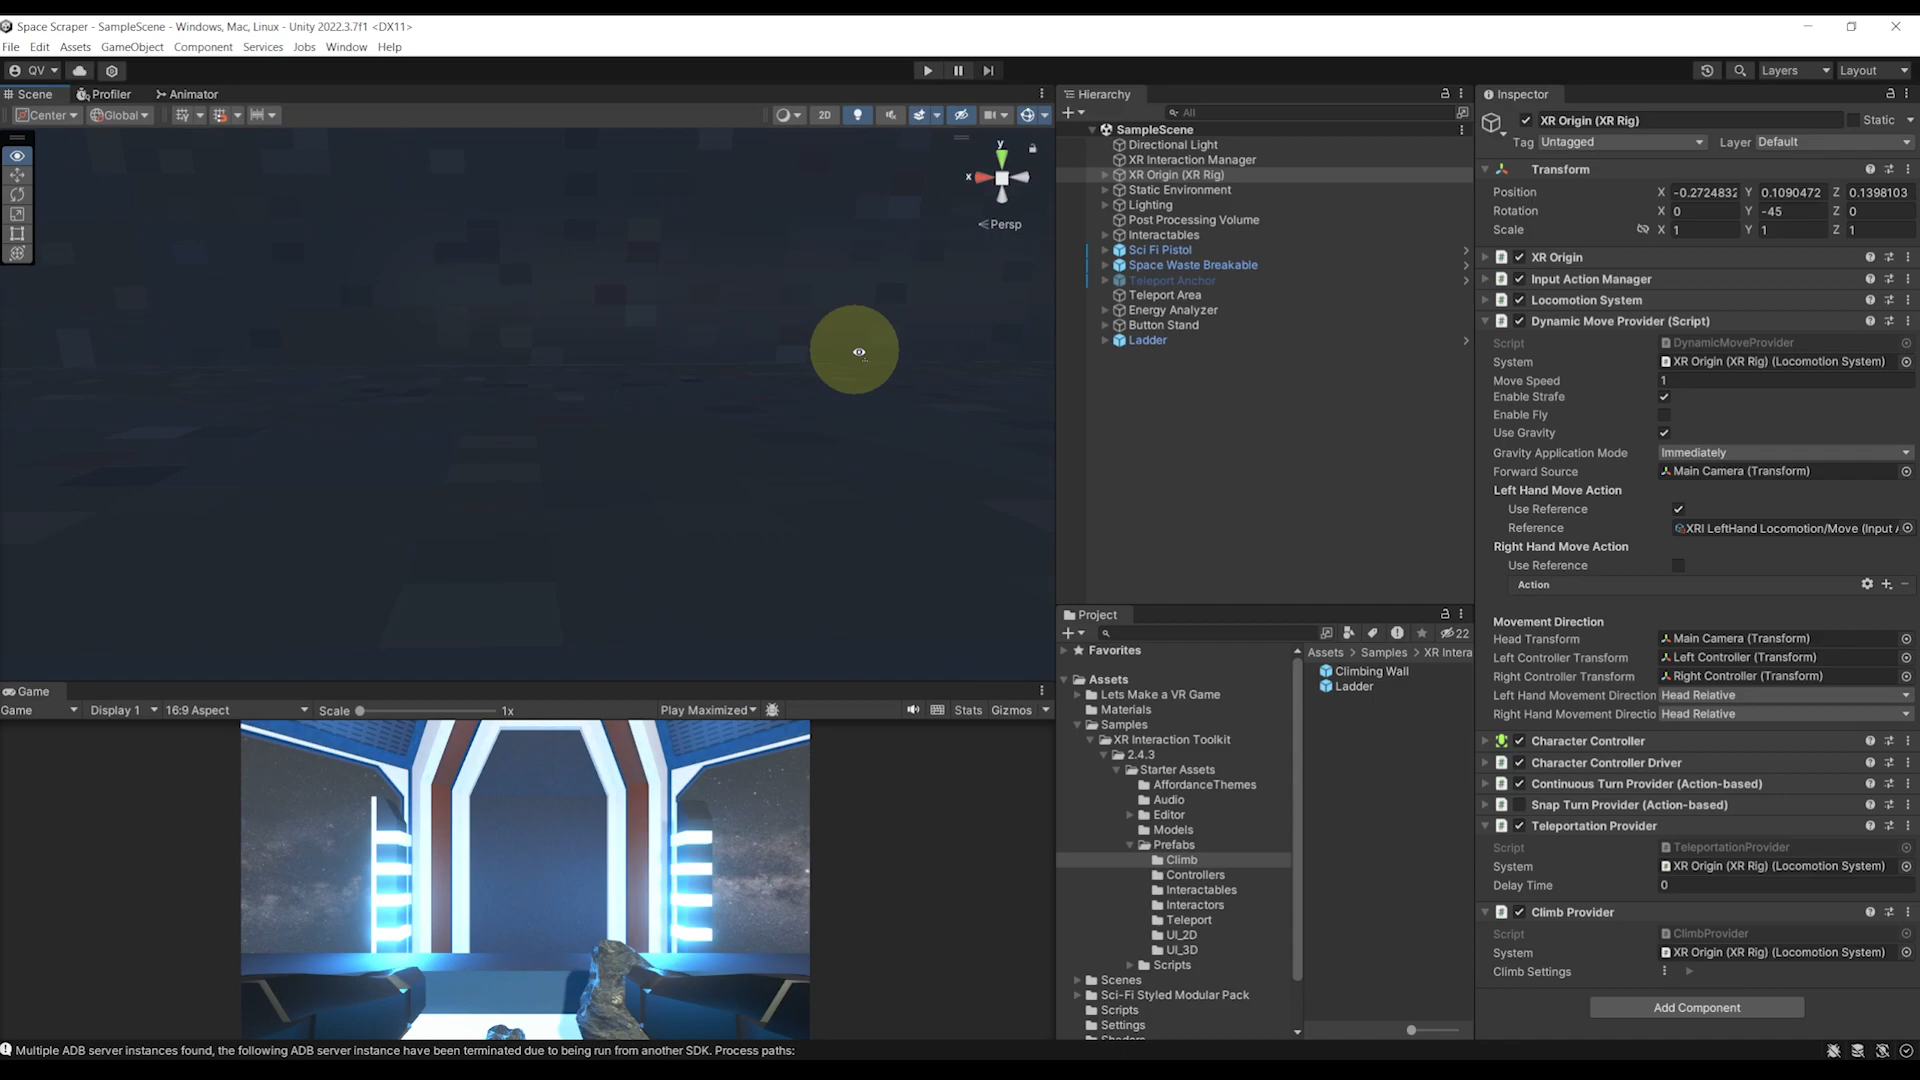 Space Scraper - SampleScene - Windows, Mac, Linux - Unity 2022.3.7f1 <DX11>
File Edit Assets GameObject Component Services Jobs Window Help
QV
Layers
Layout
Scene
Profiler
Animator
Center
Global
2D
y
x
Persp
Game
Game
Display 1
16:9 Aspect
Scale
1x
Play Maximized
Stats
Gizmos
Hierarchy
All
SampleScene
Directional Light
XR Interaction Manager
XR Origin (XR Rig)
Static Environment
Lighting
Post Processing Volume
Interactables
Sci Fi Pistol
Space Waste Breakable
Teleport Anchor
Teleport Area
Energy Analyzer
Button Stand
Ladder
Project
22
Favorites
Assets
Lets Make a VR Game
Materials
Samples
XR Interaction Toolkit
2.4.3
Starter Assets
AffordanceThemes
Audio
Editor
Models
Prefabs
Climb
Controllers
Interactables
Interactors
Teleport
UI_2D
UI_3D
Scripts
Scenes
Sci-Fi Styled Modular Pack
Scripts
Settings
Assets > Samples > XR Intera
Climbing Wall
Ladder
Inspector
XR Origin (XR Rig)
Static
Tag Untagged
Layer Default
Transform
Position X -0.2724832 Y 0.1090472 Z 0.1398103
Rotation X 0 Y -45 Z 0
Scale X 1 Y 1 Z 1
XR Origin
Input Action Manager
Locomotion System
Dynamic Move Provider (Script)
Script DynamicMoveProvider
System XR Origin (XR Rig) (Locomotion System)
Move Speed 1
Enable Strafe
Enable Fly
Use Gravity
Gravity Application Mode Immediately
Forward Source Main Camera (Transform)
Left Hand Move Action
Use Reference
Reference XRI LeftHand Locomotion/Move (Input A
Right Hand Move Action
Use Reference
Action
Movement Direction
Head Transform Main Camera (Transform)
Left Controller Transform Left Controller (Transform)
Right Controller Transform Right Controller (Transform)
Left Hand Movement Direction Head Relative
Right Hand Movement Directio Head Relative
Character Controller
Character Controller Driver
Continuous Turn Provider (Action-based)
Snap Turn Provider (Action-based)
Teleportation Provider
Script TeleportationProvider
System XR Origin (XR Rig) (Locomotion System)
Delay Time 0
Climb Provider
Script ClimbProvider
System XR Origin (XR Rig) (Locomotion System)
Climb Settings
Add Component
Multiple ADB server instances found, the following ADB server instance have been terminated due to being run from another SDK. Process paths: